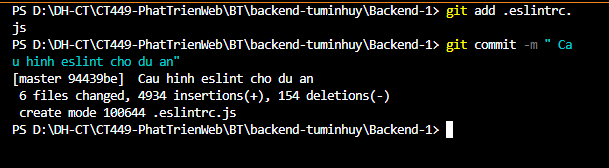 PS D:\DH-CT\CT449-PhatTrienWeb\BT\backend-tuminhuy\Backend-1> git add .eslintrc.
js
PS D:\DH-CT\CT449-PhatTrienWeb\BT\backend-tuminhuy\Backend-1> git commit -m " Ca
u hinh eslint cho du an"
[master 94439be]  Cau hinh eslint cho du an
 6 files changed, 4934 insertions(+), 154 deletions(-)
 create mode 100644 .eslintrc.js
PS D:\DH-CT\CT449-PhatTrienWeb\BT\backend-tuminhuy\Backend-1>